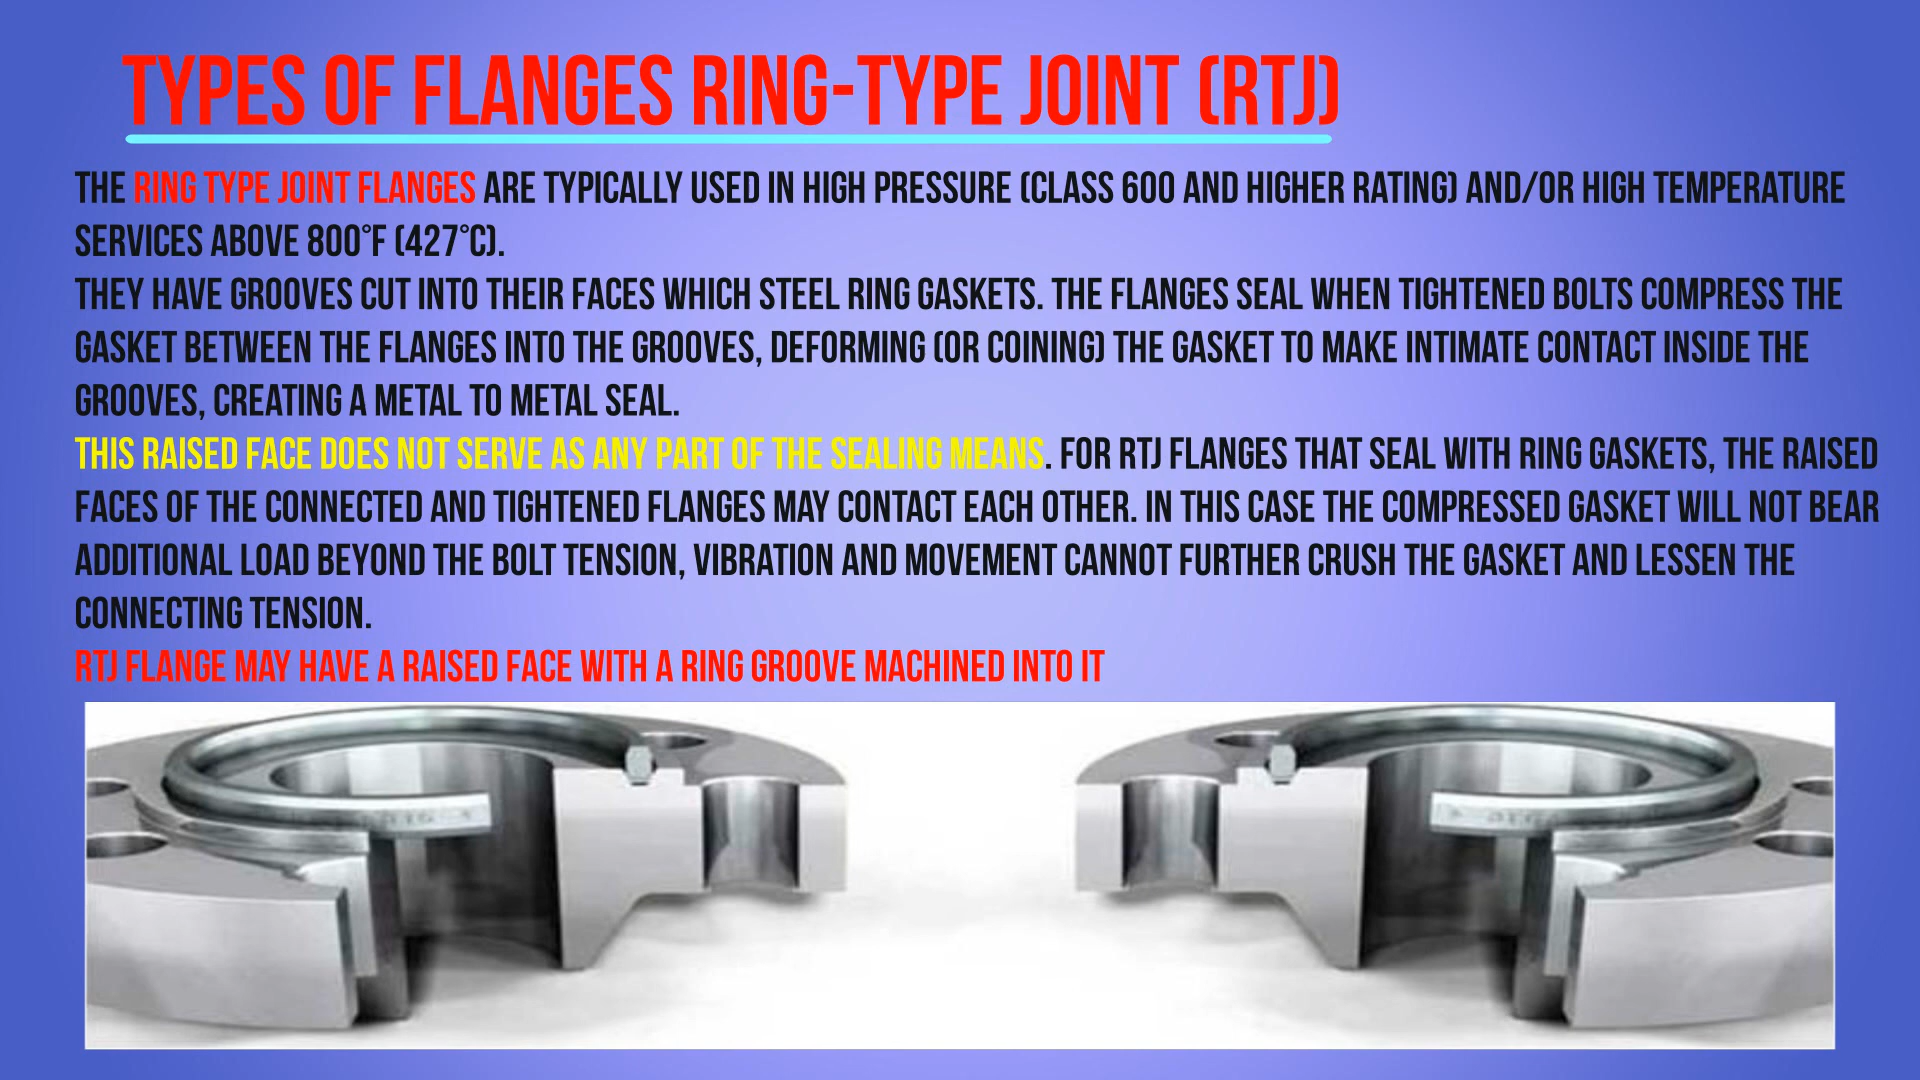 TYPES OF FLANGES RING-TYPE JOINT (RTJ)
THE RING TYPE JOINT FLANGES ARE TYPICALLY USED IN HIGH PRESSURE (CLASS 600 AND HIGHER RATING) AND/OR HIGH TEMPERATURE
SERVICES ABOVE 800°F (427°C).
THEY HAVE GROOVES CUT INTO THEIR FACES WHICH STEEL RING GASKETS. THE FLANGES SEAL WHEN TIGHTENED BOLTS COMPRESS THE
GASKET BETWEEN THE FLANGES INTO THE GROOVES, DEFORMING (OR COINING) THE GASKET TO MAKE INTIMATE CONTACT INSIDE THE
GROOVES, CREATING A METAL TO METAL SEAL.
THIS RAISED FACE DOES NOT SERVE AS ANY PART OF THE SEALING MEANS. FOR RTJ FLANGES THAT SEAL WITH RING GASKETS, THE RAISED
FACES OF THE CONNECTED AND TIGHTENED FLANGES MAY CONTACT EACH OTHER. IN THIS CASE THE COMPRESSED GASKET WILL NOT BEAR
ADDITIONAL LOAD BEYOND THE BOLT TENSION, VIBRATION AND MOVEMENT CANNOT FURTHER CRUSH THE GASKET AND LESSEN THE
CONNECTING TENSION.
RTJ FLANGE MAY HAVE A RAISED FACE WITH A RING GROOVE MACHINED INTO IT